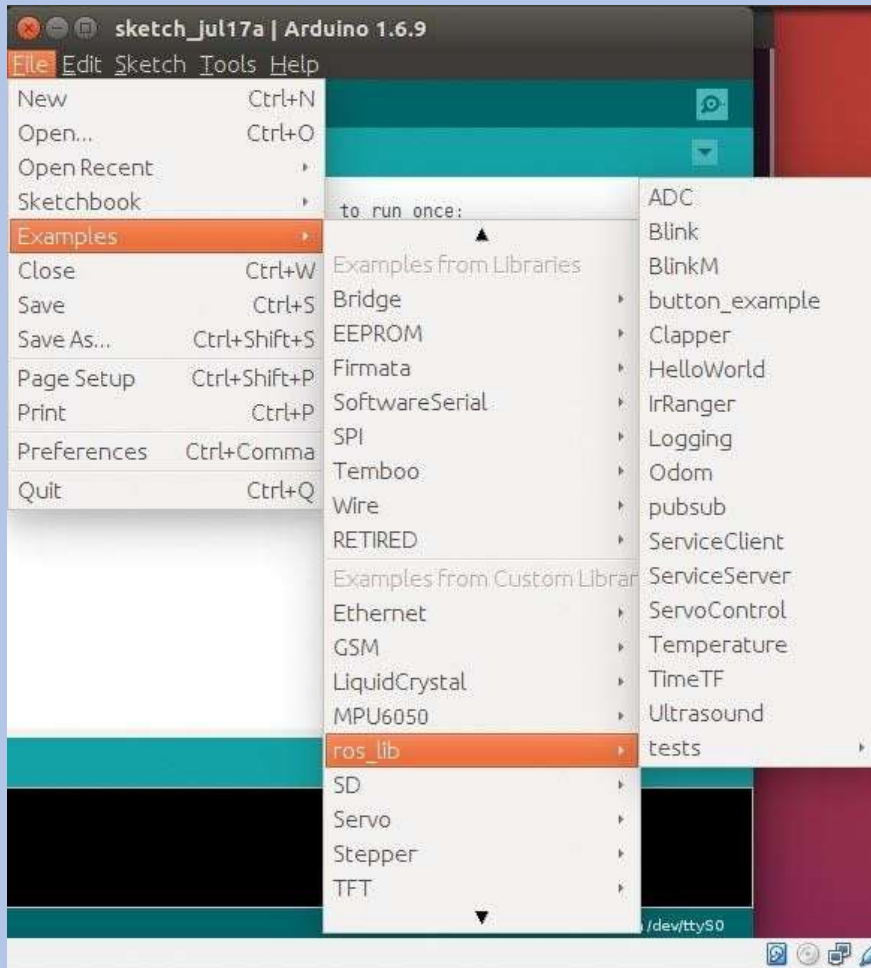 sketch_jul17a | Arduino 1.6.9
File Edit Sketch Tools Help
New Ctrl+N
Open... Ctrl+O
Open Recent
Sketchbook
Examples
Close Ctrl+W
Save Ctrl+S
Save As... Ctrl+Shift+S
Page Setup Ctrl+Shift+P
Print Ctrl+P
Preferences Ctrl+Comma
Quit Ctrl+Q
to run once:
Examples from Libraries
Bridge
EEPROM
Firmata
SoftwareSerial
SPI
Temboo
Wire
RETIRED
Examples from Custom Librar
Ethernet
GSM
LiquidCrystal
MPU6050
ros_lib
SD
Servo
Stepper
TFT
ADC
Blink
BlinkM
button_example
Clapper
HelloWorld
IrRanger
Logging
Odom
pubsub
ServiceClient
ServiceServer
ServoControl
Temperature
TimeTF
Ultrasound
tests
/dev/ttyS0